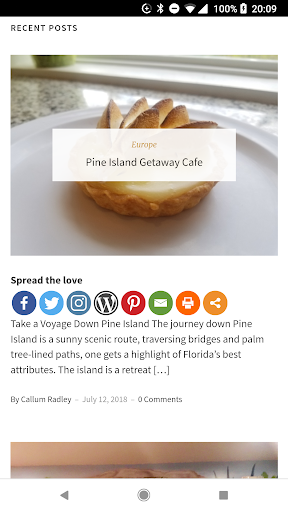 100% 20:09
RECENT POSTS
Europe
Pine Island Getaway Cafe
Spread the love
Take a Voyage Down Pine Island The journey down Pine
Island is a sunny scenic route, traversing bridges and palm
tree-lined paths, one gets a highlight of Florida's best
attributes. The island is a retreat […]
By Callum Radley - July 12, 2018 - 0 Comments